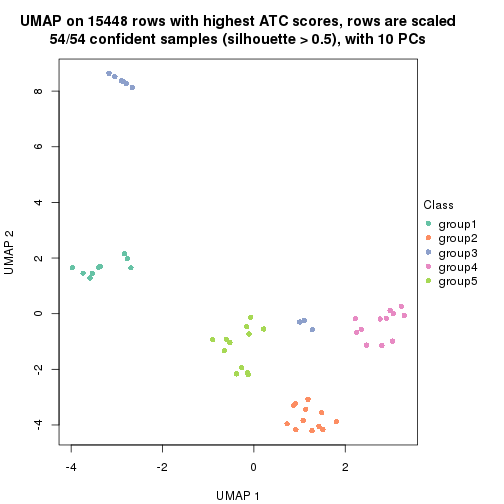 UMAP on 15448 rows with highest ATC scores, rows are scaled
54/54 confident samples (silhouette > 0.5), with 10 PCs
8
6
4
2
0
-2
-4
UMAP 2
-4
-2
0
2
UMAP 1
Class
group1
group2
group3
group4
group5